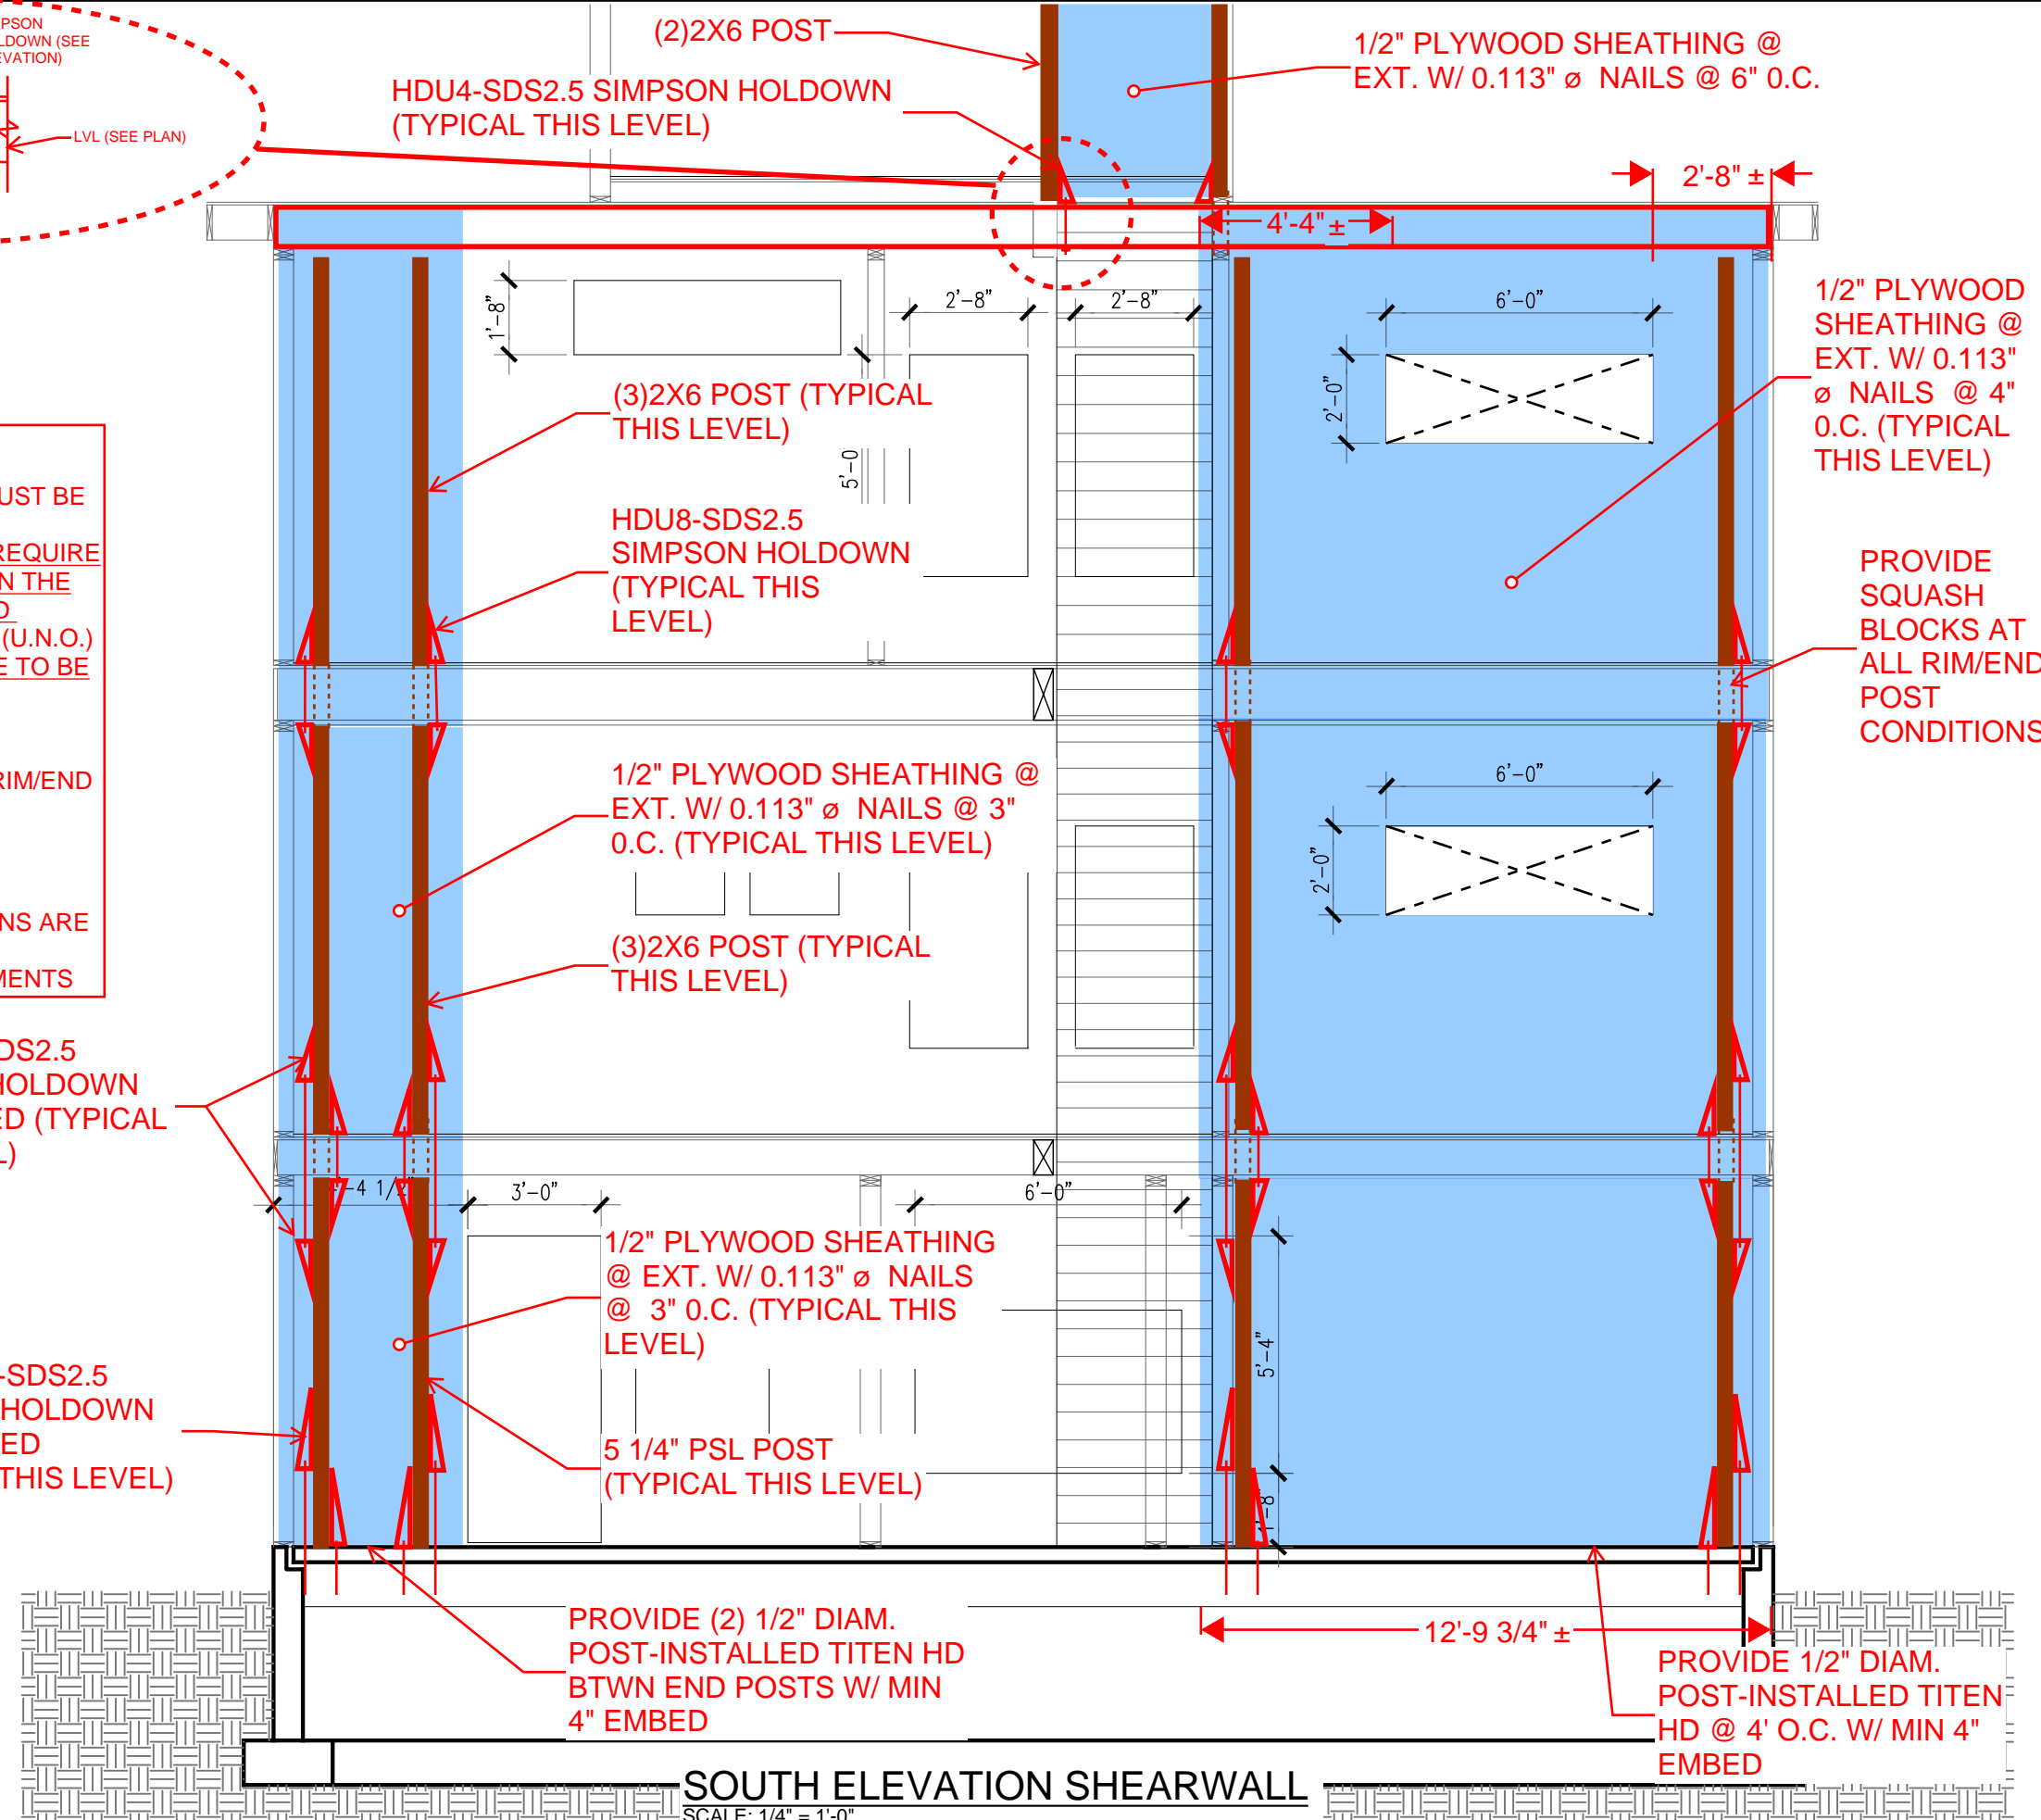 LDOWN (SEE
LVL (SEE PLAN)
(2)2X6 POST
HDU4-SDS2.5 SIMPSON HOLDOWN
(TYPICAL THIS LEVEL)
1/2" PLYWOOD SHEATHING @
EXT. W/ 0.113" ø NAILS @ 6" 0.C.
2'-8" ±
4'-4" ±
1'-8"
2'-8"
2'-8"
6'-0"
2'-0"
5'-0
1/2" PLYWOOD
SHEATHING @
EXT. W/ 0.113"
ø NAILS @ 4"
0.C. (TYPICAL
THIS LEVEL)
(3)2X6 POST (TYPICAL
THIS LEVEL)
HDU8-SDS2.5
SIMPSON HOLDOWN
(TYPICAL THIS
LEVEL)
PROVIDE
SQUASH
BLOCKS AT
ALL RIM/END
POST
CONDITIONS
UST BE
REQUIRE
N THE
(U.N.O.)
E TO BE
RIM/END
NS ARE
MENTS
1/2" PLYWOOD SHEATHING @
EXT. W/ 0.113" ø NAILS @ 3"
0.C. (TYPICAL THIS LEVEL)
6'-0"
2'-0"
(3)2X6 POST (TYPICAL
THIS LEVEL)
DS2.5
HOLDOWN
ED (TYPICAL
L)
-4 1/2"
3'-0"
6'-0"
1/2" PLYWOOD SHEATHING
@ EXT. W/ 0.113" ø NAILS
@ 3" 0.C. (TYPICAL THIS
LEVEL)
5'-4"
-SDS2.5
HOLDOWN
ED
THIS LEVEL)
5 1/4" PSL POST
(TYPICAL THIS LEVEL)
1'-8"
PROVIDE (2) 1/2" DIAM.
POST-INSTALLED TITEN HD
BTWN END POSTS W/ MIN
4" EMBED
12'-9 3/4" ±
PROVIDE 1/2" DIAM.
POST-INSTALLED TITEN
HD @ 4' O.C. W/ MIN 4"
EMBED
SOUTH ELEVATION SHEARWALL
SCALE: 1/4" = 1'-0"